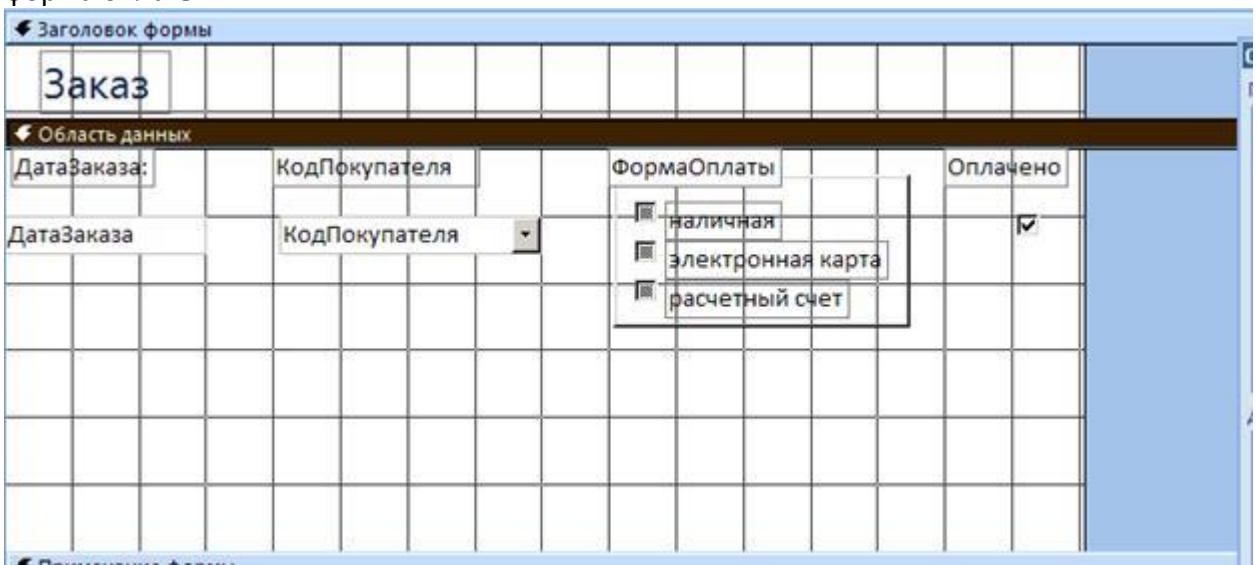 Заголовок формы
Заказ
Область данных
ДатаЗаказа: КодПокупателя ФормаОплаты Оплачено
ДатаЗаказа КодПокупателя наличная
электронная карта
расчетный счет